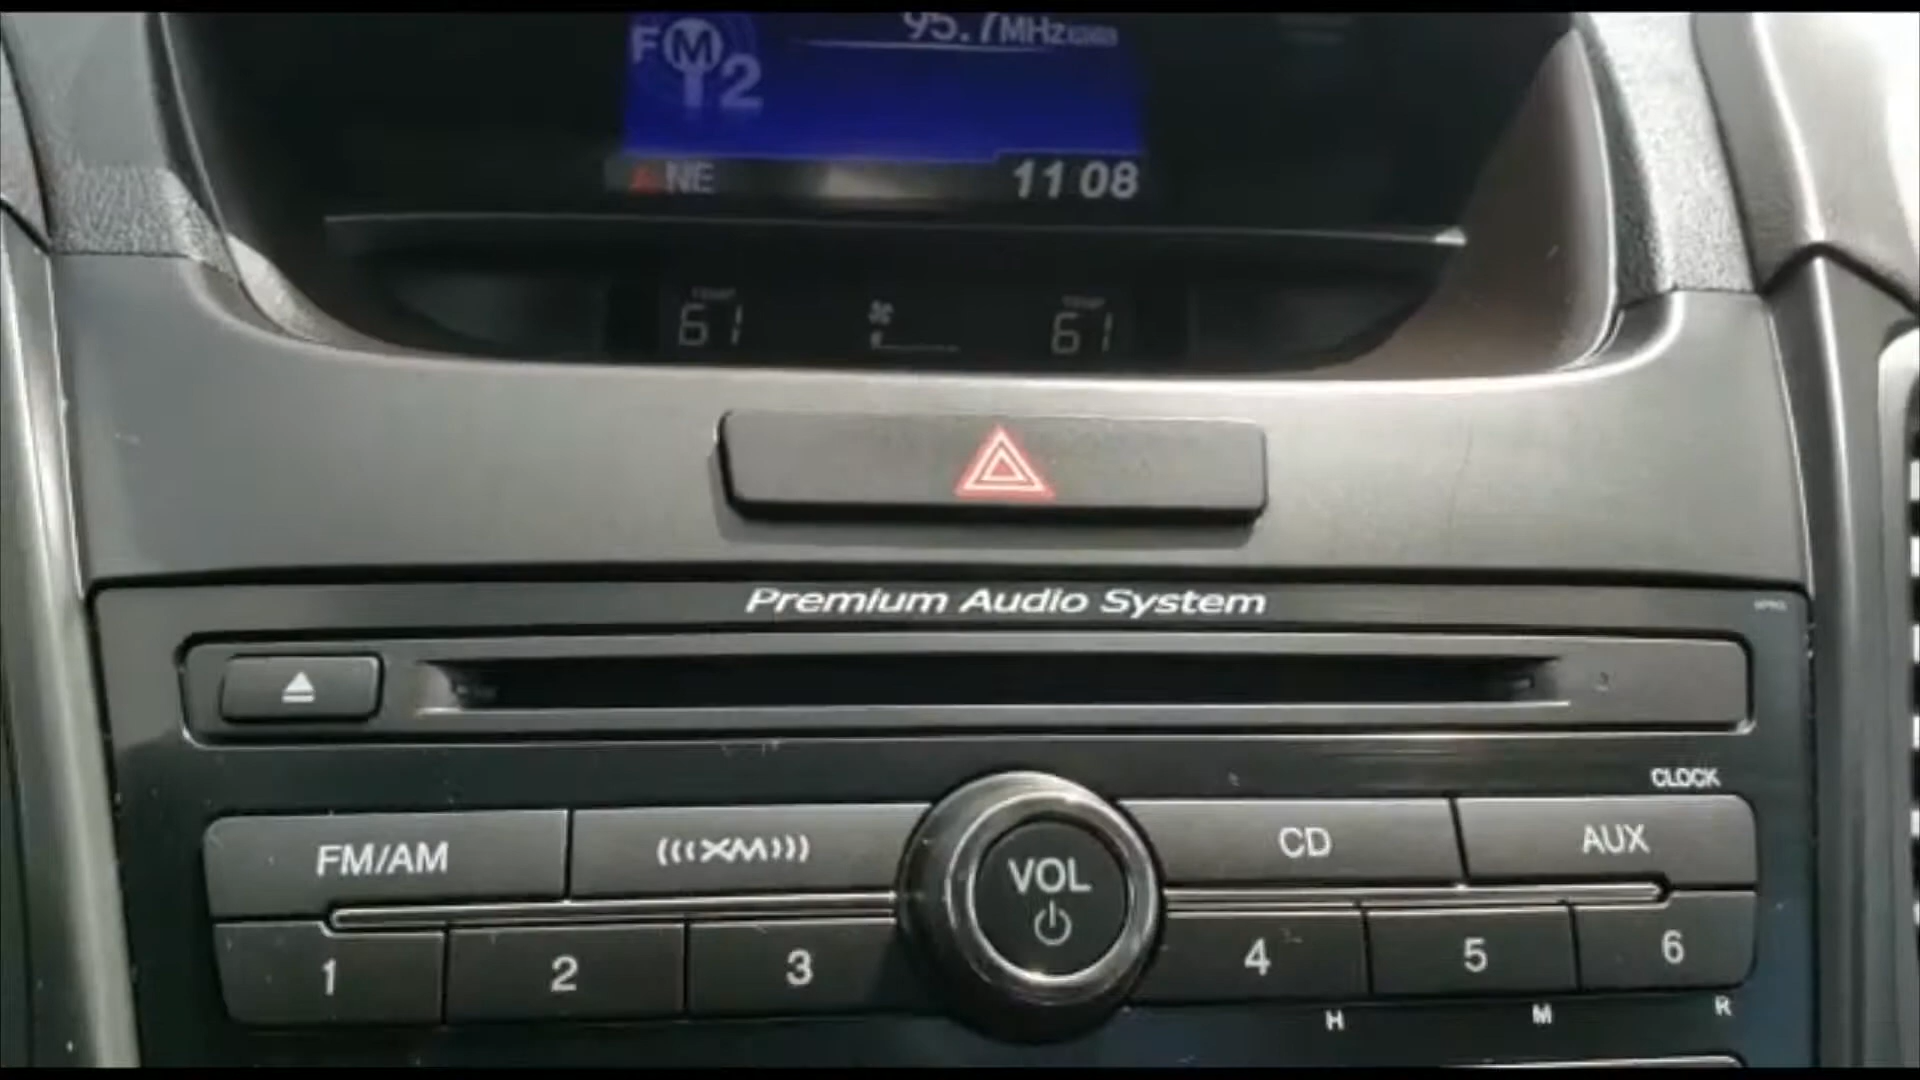 95.7MHz
FM
12
NE 11 08
TEMP TEMP
61 61
Premium Audio System
CLOCK
FM/AM XM VOL CD AUX
1 2 3 4 5 6
H M R